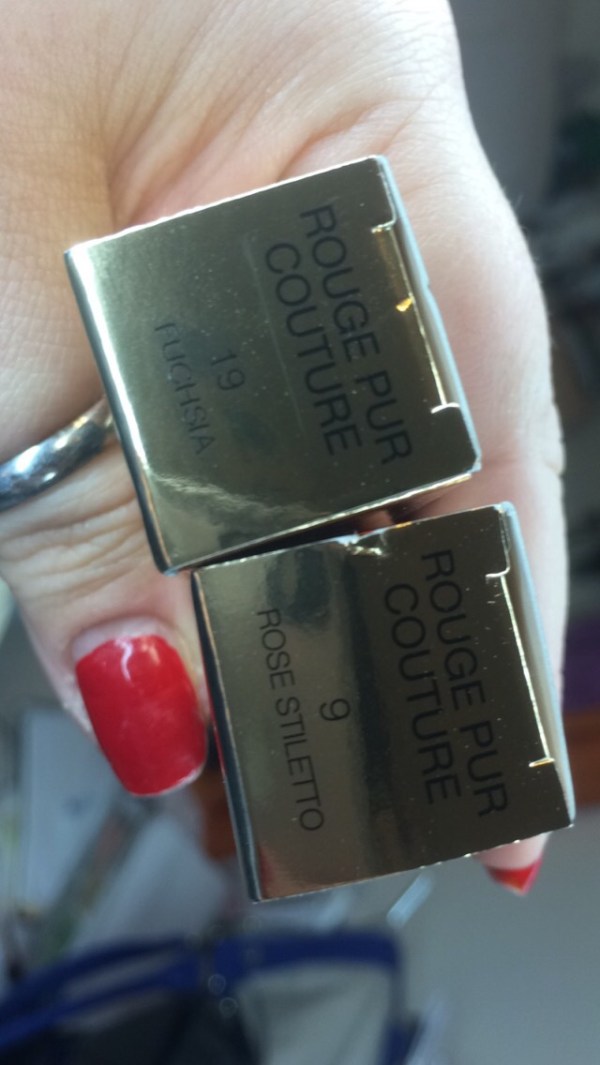 ROUGE PUR
COUTURE
19
FUCHSIA
ROUGE PUR
COUTURE
9
ROSE STILETTO